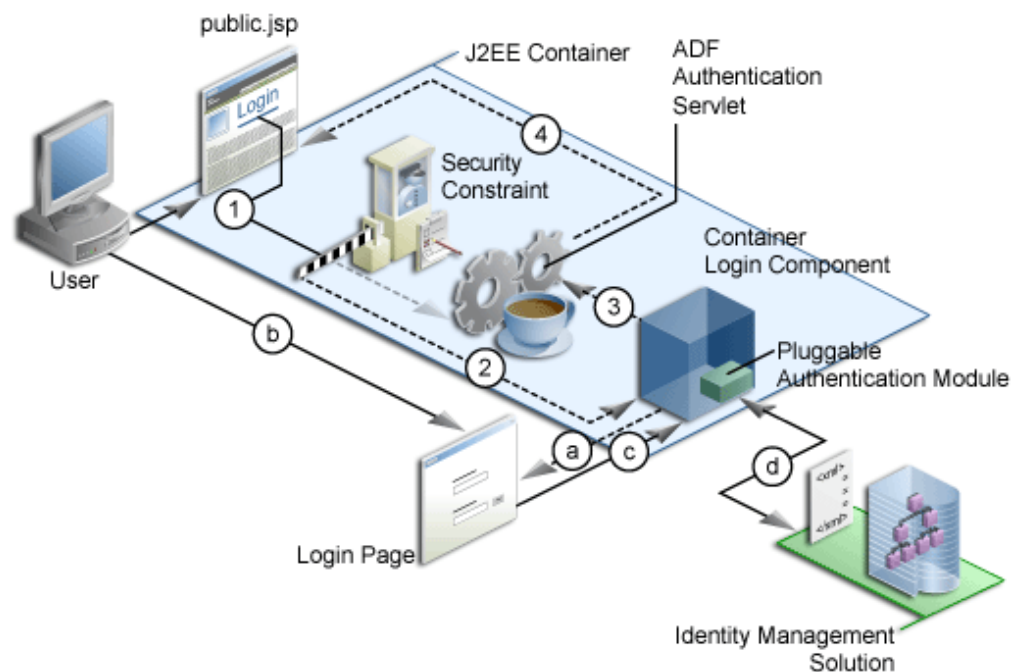 public.jsp
Login
J2EE Container
ADF
Authentication
Servlet
4
Security
Constraint
1
User
Container
Login Component
3
b
2
Pluggable
Authentication Module
a
c
d
<xml>
Login Page
Identity Management
Solution